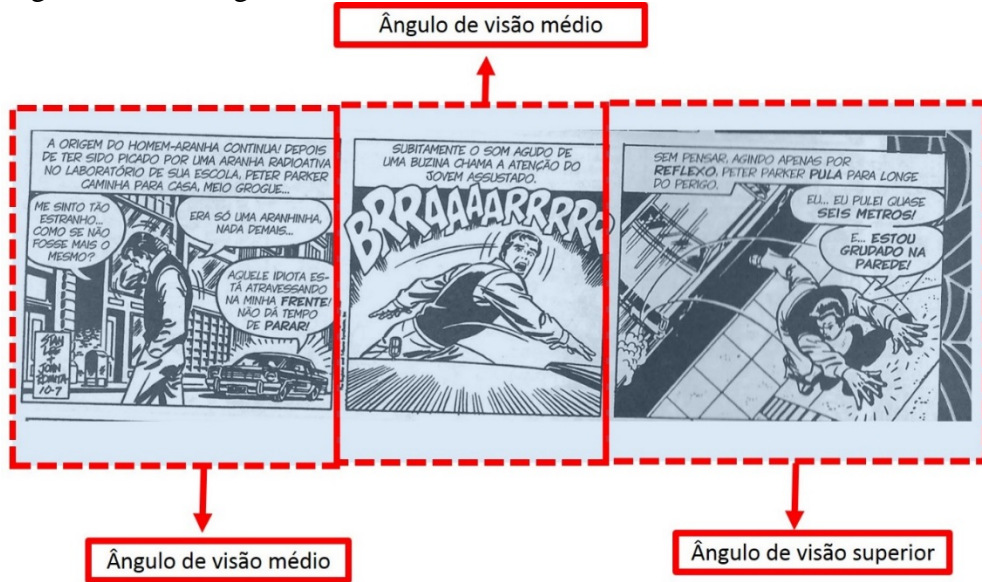 Ângulo de visão médio
A ORIGEM DO HOMEM-ARANHA CONTINUA! DEPOIS
DE TER SIDO PICADO POR UMA ARANHA RADIOATIVA
NO LABORATÓRIO DE SUA ESCOLA, PETER PARKER
CAMINHA PARA CASA, MEIO GROGUE...
ME SINTO TÃO
ESTRANHO...
COMO SE NÃO
FOSSE MAIS O
MESMO?
ERA SÓ UMA ARANHINHA,
NADA DEMAIS...
AQUELE IDIOTA ES-
TÁ ATRAVESSANDO
NA MINHA FRENTE!
NÃO DÁ TEMPO
DE PARAR!
STAN
LEE
+
JOHN
ROMITA
10-7
SUBITAMENTE O SOM AGUDO DE
UMA BUZINA CHAMA A ATENÇÃO DO
JOVEM ASSUSTADO.
BRRAAAARRRRR
SEM PENSAR, AGINDO APENAS POR
REFLEXO, PETER PARKER PULA PARA LONGE
DO PERIGO.
EU... EU PULEI QUASE
SEIS METROS!
E... ESTOU
GRUDADO NA
PAREDE!
Ângulo de visão médio
Ângulo de visão superior